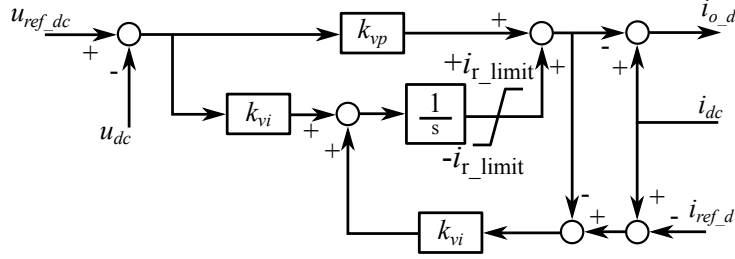 u_ref_dc
+
-
u_dc
k_vp
+
+
k_vi
+
+
1
s
+i_r_limit
-i_r_limit
-
+
i_o_d
i_dc
-
+
+
-
i_ref_d
k_vi